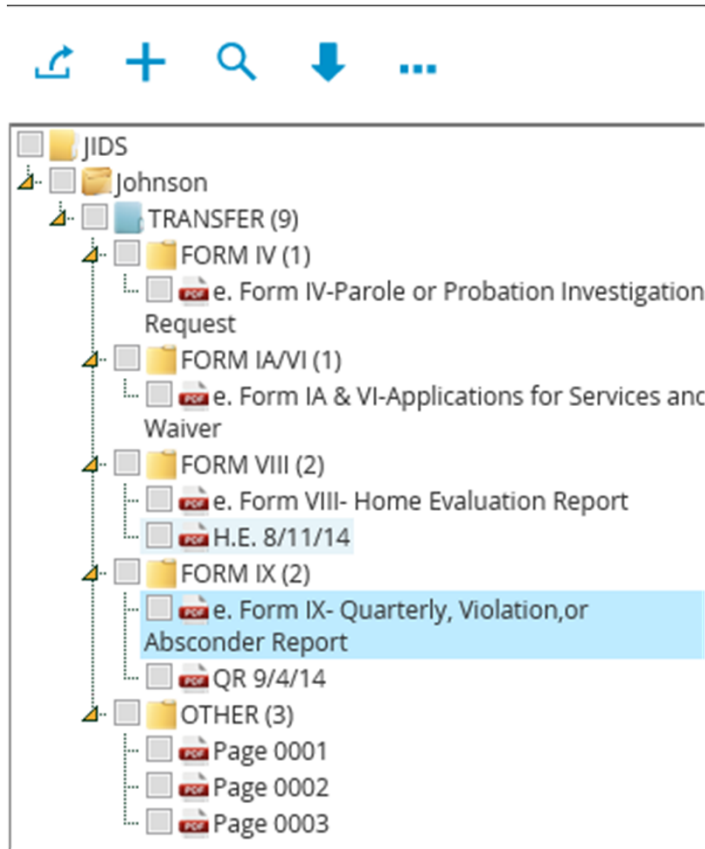 JIDS
Johnson
TRANSFER (9)
FORM IV (1)
PDF e. Form IV-Parole or Probation Investigation
Request
FORM IA/VI (1)
PDF e. Form IA & VI-Applications for Services and
Waiver
FORM VIII (2)
PDF e. Form VIII- Home Evaluation Report
PDF H.E. 8/11/14
FORM IX (2)
PDF e. Form IX- Quarterly, Violation,or
Absconder Report
PDF QR 9/4/14
OTHER (3)
PDF Page 0001
PDF Page 0002
PDF Page 0003